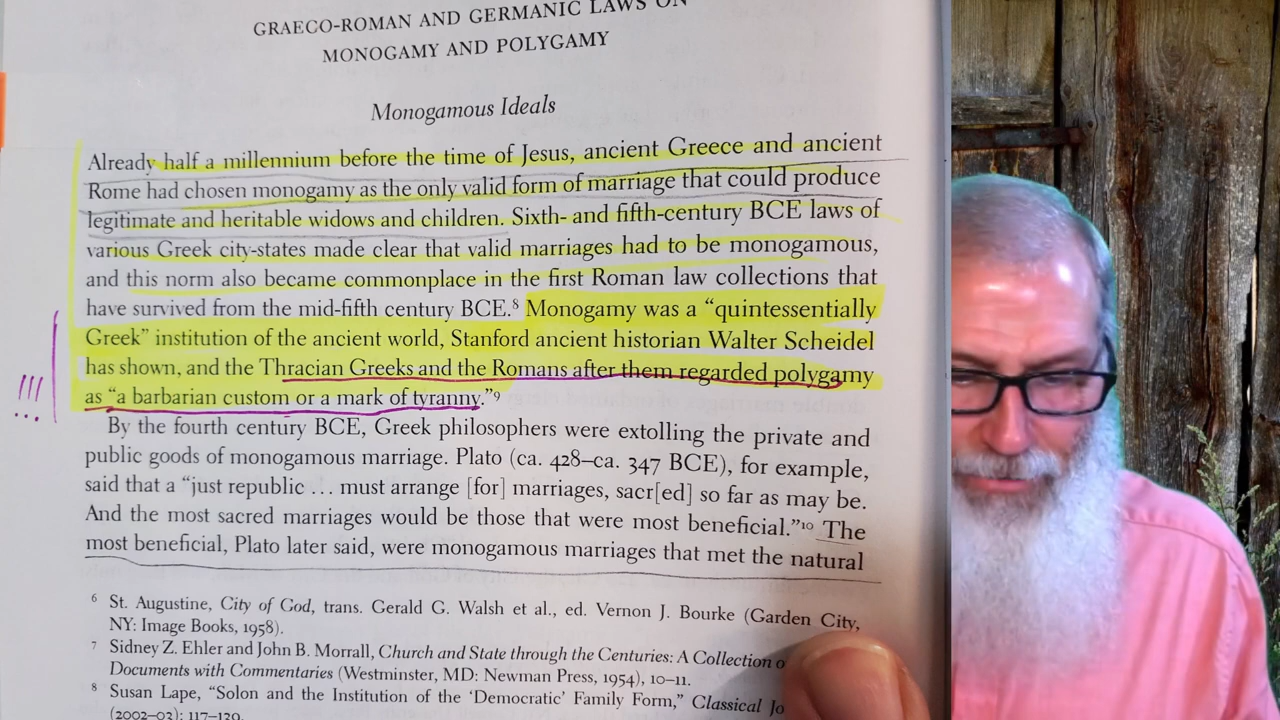 GRAECO-ROMAN AND GERMANIC LAWS ON
MONOGAMY AND POLYGAMY
Monogamous Ideals
Already half a millennium before the time of Jesus, ancient Greece and ancient
Rome had chosen monogamy as the only valid form of marriage that could produce
legitimate and heritable widows and children. Sixth- and fifth-century BCE laws of
various Greek city-states made clear that valid marriages had to be monogamous,
and this norm also became commonplace in the first Roman law collections that
have survived from the mid-fifth century BCE.⁸ Monogamy was a “quintessentially
Greek” institution of the ancient world, Stanford ancient historian Walter Scheidel
has shown, and the Thracian Greeks and the Romans after them regarded polygamy
as “a barbarian custom or a mark of tyranny.”⁹
!!!
By the fourth century BCE, Greek philosophers were extolling the private and
public goods of monogamous marriage. Plato (ca. 428–ca. 347 BCE), for example,
said that a “just republic … must arrange [for] marriages, sacr[ed] so far as may be.
And the most sacred marriages would be those that were most beneficial.”¹⁰ The
most beneficial, Plato later said, were monogamous marriages that met the natural
⁶ St. Augustine, City of God, trans. Gerald G. Walsh et al., ed. Vernon J. Bourke (Garden City,
NY: Image Books, 1958).
⁷ Sidney Z. Ehler and John B. Morrall, Church and State through the Centuries: A Collection o
Documents with Commentaries (Westminster, MD: Newman Press, 1954), 10–11.
⁸ Susan Lape, “Solon and the Institution of the ‘Democratic’ Family Form,” Classical Jo
(2002–03): 117–139.